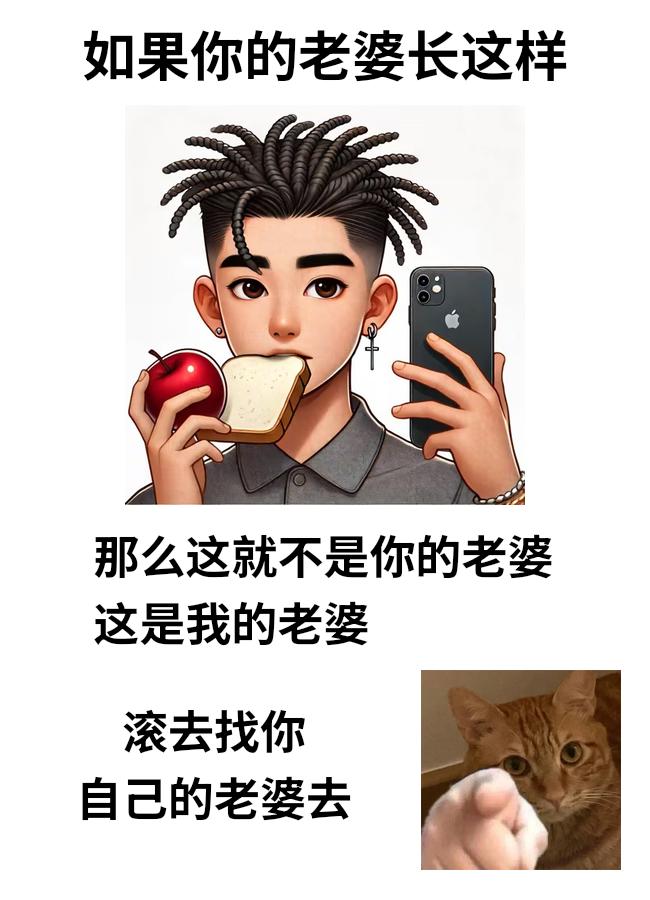 如果你的老婆长这样
那么这就不是你的老婆
这是我的老婆
滚去找你
自己的老婆去